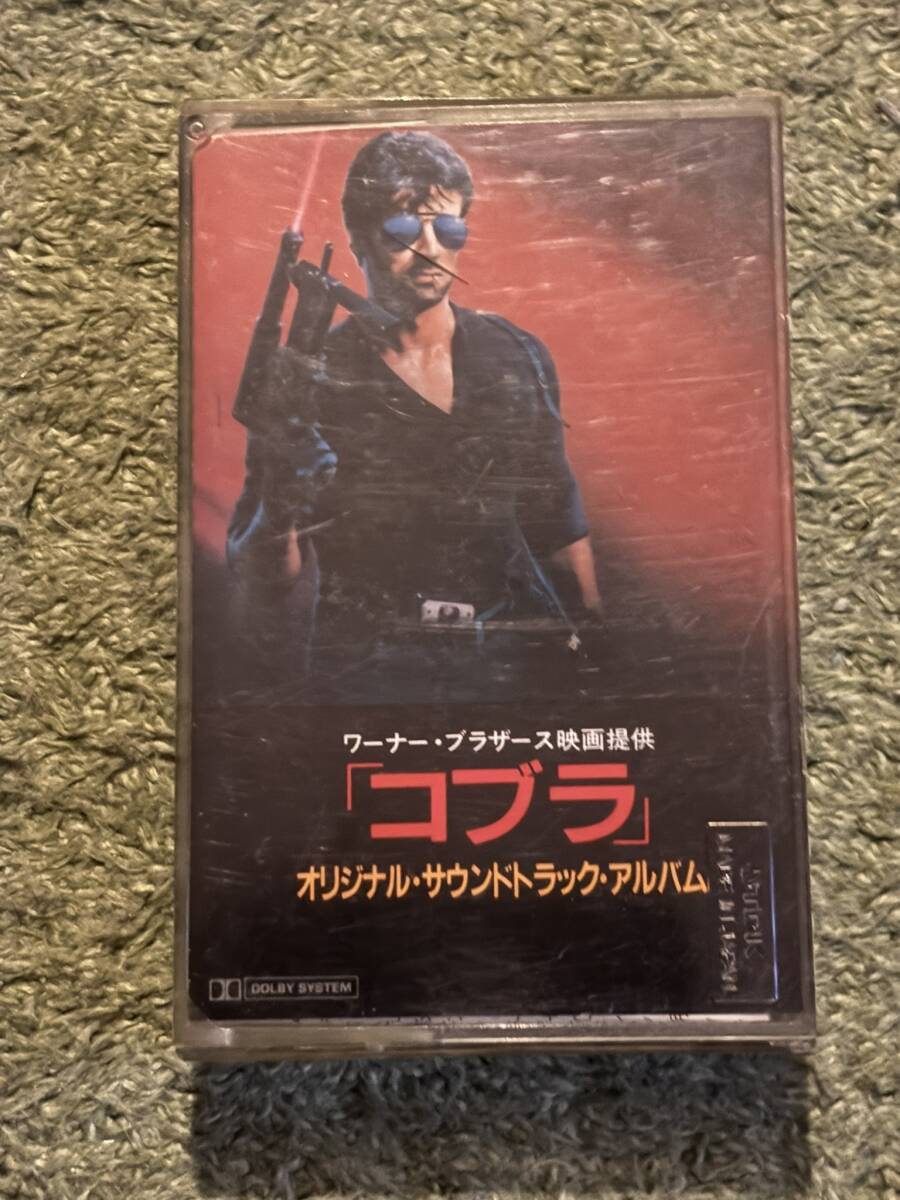 ワーナー・ブラザース映画提供
「コブラ」
オリジナル・サウンドトラック・アルバム
DOLBY SYSTEM